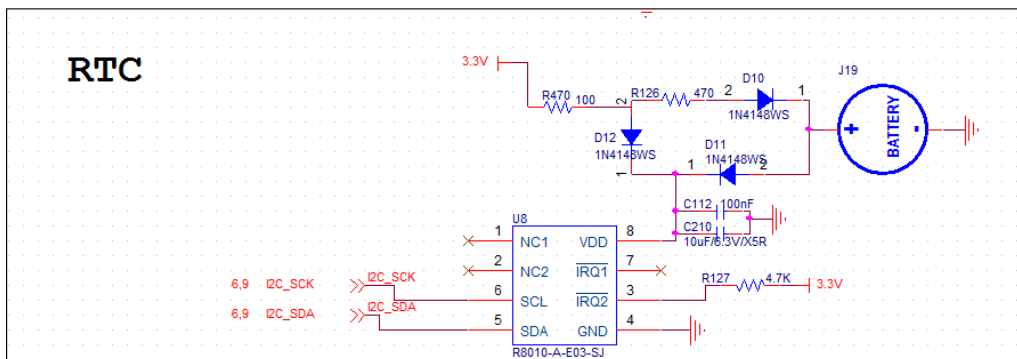 RTC
3.3V
R470 100
2
R126 470
2
D10
1
1N4148WS
J19
+
BATTERY
-
D12
1N4148WS
1
D11
1N4148WS
1
2
C112 100nF
C210
10uF/6.3V/X5R
U8
1 NC1
VDD 8
2 NC2
IRQ1 7
R127 4.7K
3.3V
6,9 I2C_SCK
I2C_SCK
6 SCL
IRQ2 3
6,9 I2C_SDA
I2C_SDA
5 SDA
GND 4
R8010-A-E03-SJ